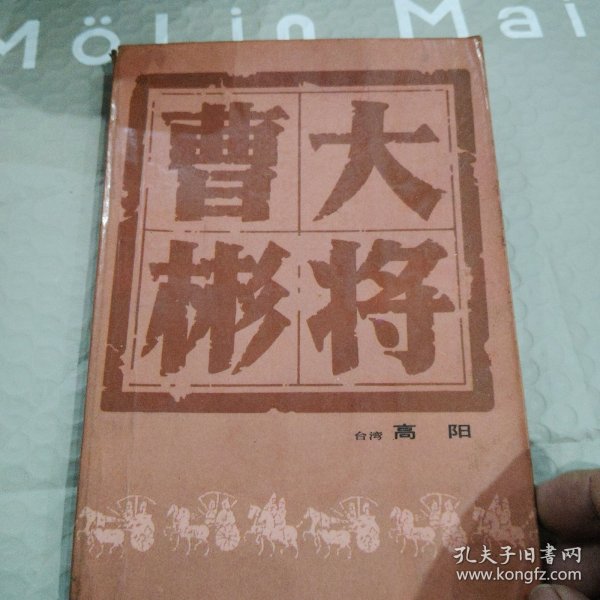 Mölin Mai
大将
曹彬
台湾 高阳
孔夫子旧书网
www.kongfz.com